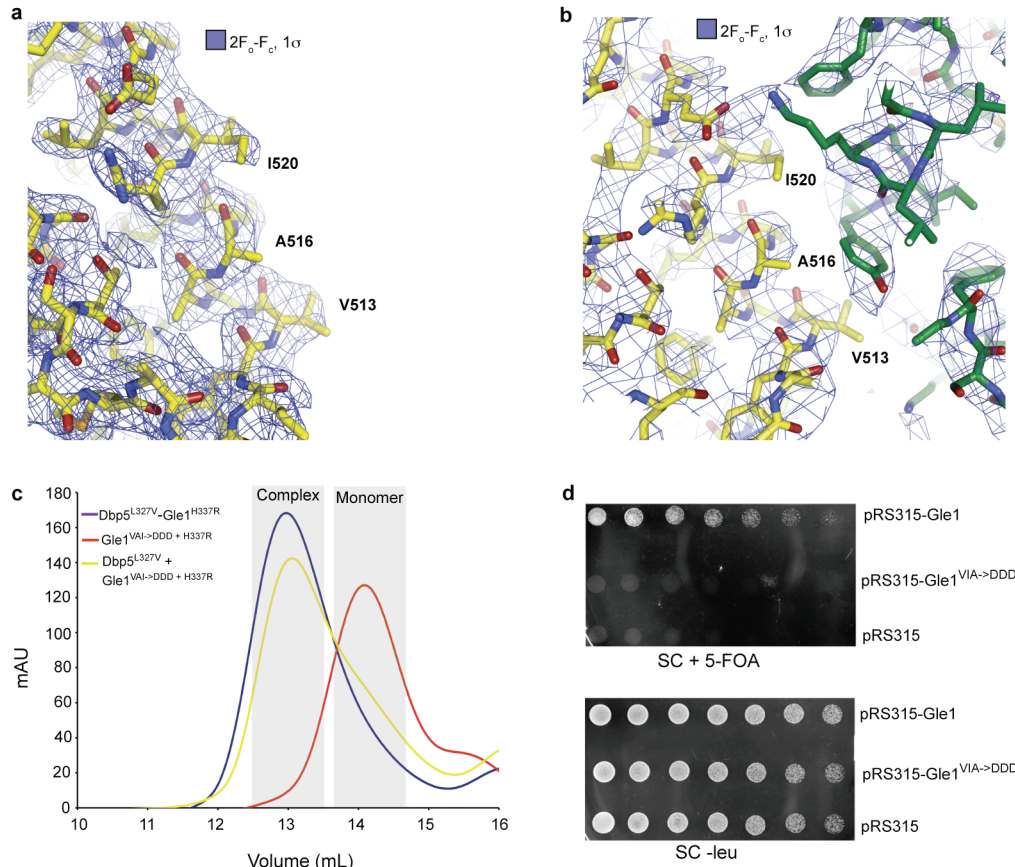 a
2Fo-Fc, 1σ
I520
A516
V513
b
2Fo-Fc, 1σ
I520
A516
V513
c
180
160
140
120
100
80
60
40
20
0
mAU
Complex
Monomer
Dbp5L327V-Gle1H337R
Gle1VAI->DDD + H337R
Dbp5L327V +
Gle1VAI->DDD + H337R
10
11
12
13
14
15
16
Volume (mL)
d
pRS315-Gle1
pRS315-Gle1VIA->DDD
pRS315
SC + 5-FOA
pRS315-Gle1
pRS315-Gle1VIA->DDD
pRS315
SC -leu